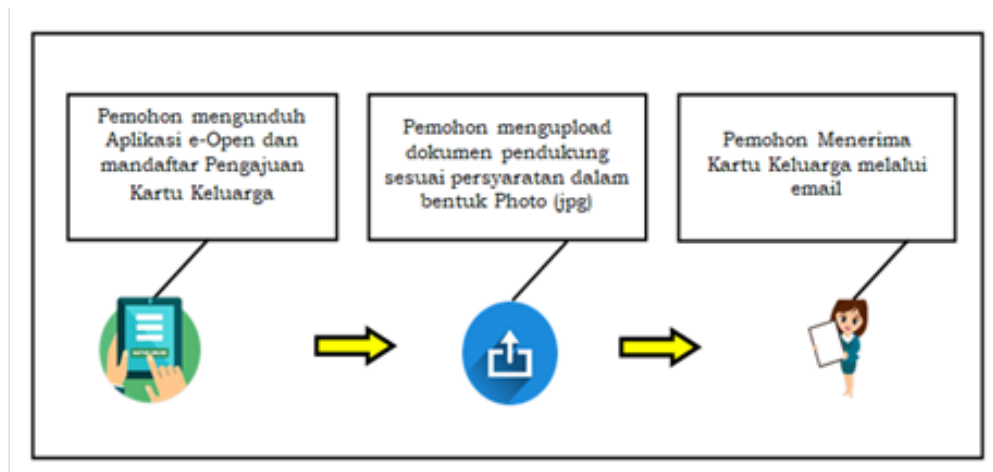 Pemohon mengunduh
Aplikasi e-Open dan
mandaftar Pengajuan
Kartu Keluarga
Pemohon mengupload
dokumen pendukung
sesuai persyaratan dalam
bentuk Photo (jpg)
Pemohon Menerima
Kartu Keluarga melalui
email